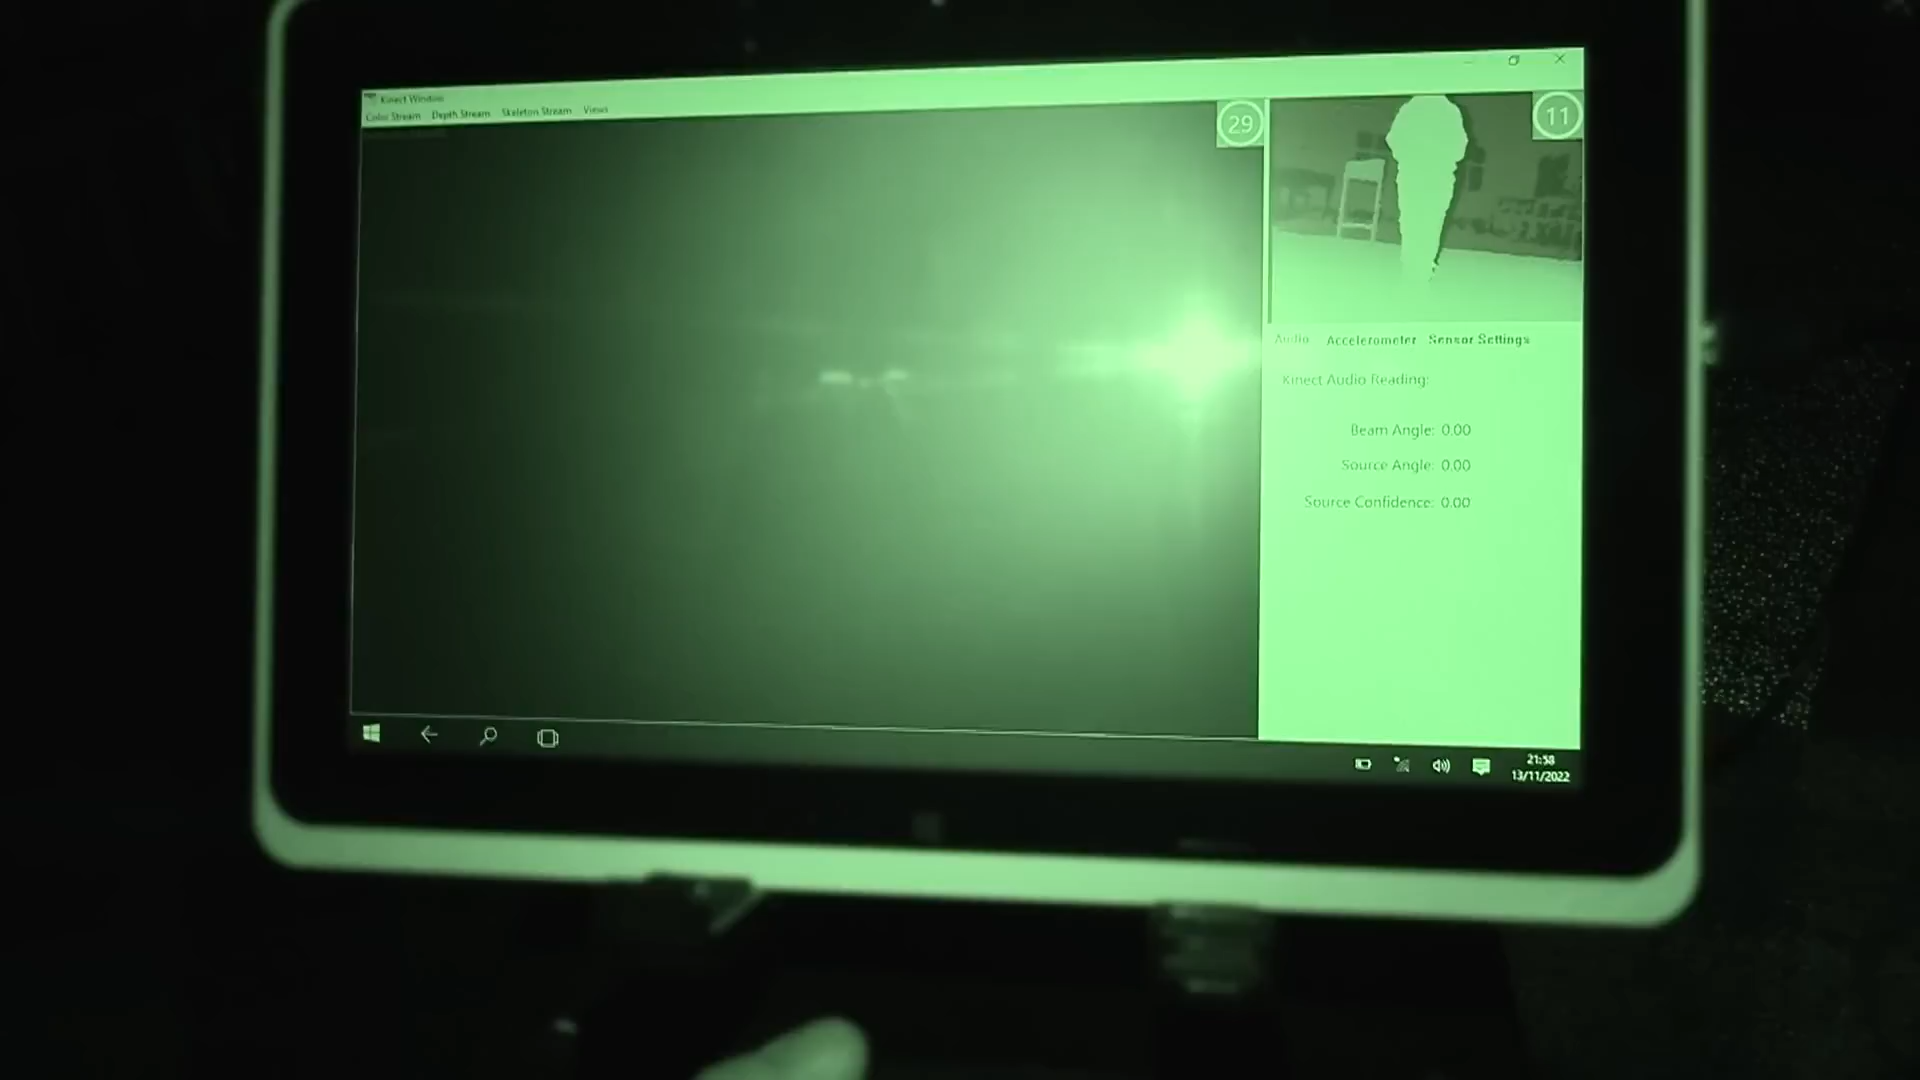 Kinect Window
Color Stream Depth Stream Skeleton Stream Views
29
11
Audio Accelerometer Sensor Settings
Kinect Audio Reading:
Beam Angle: 0.00
Source Angle: 0.00
Source Confidence: 0.00
21:58
13/11/2022